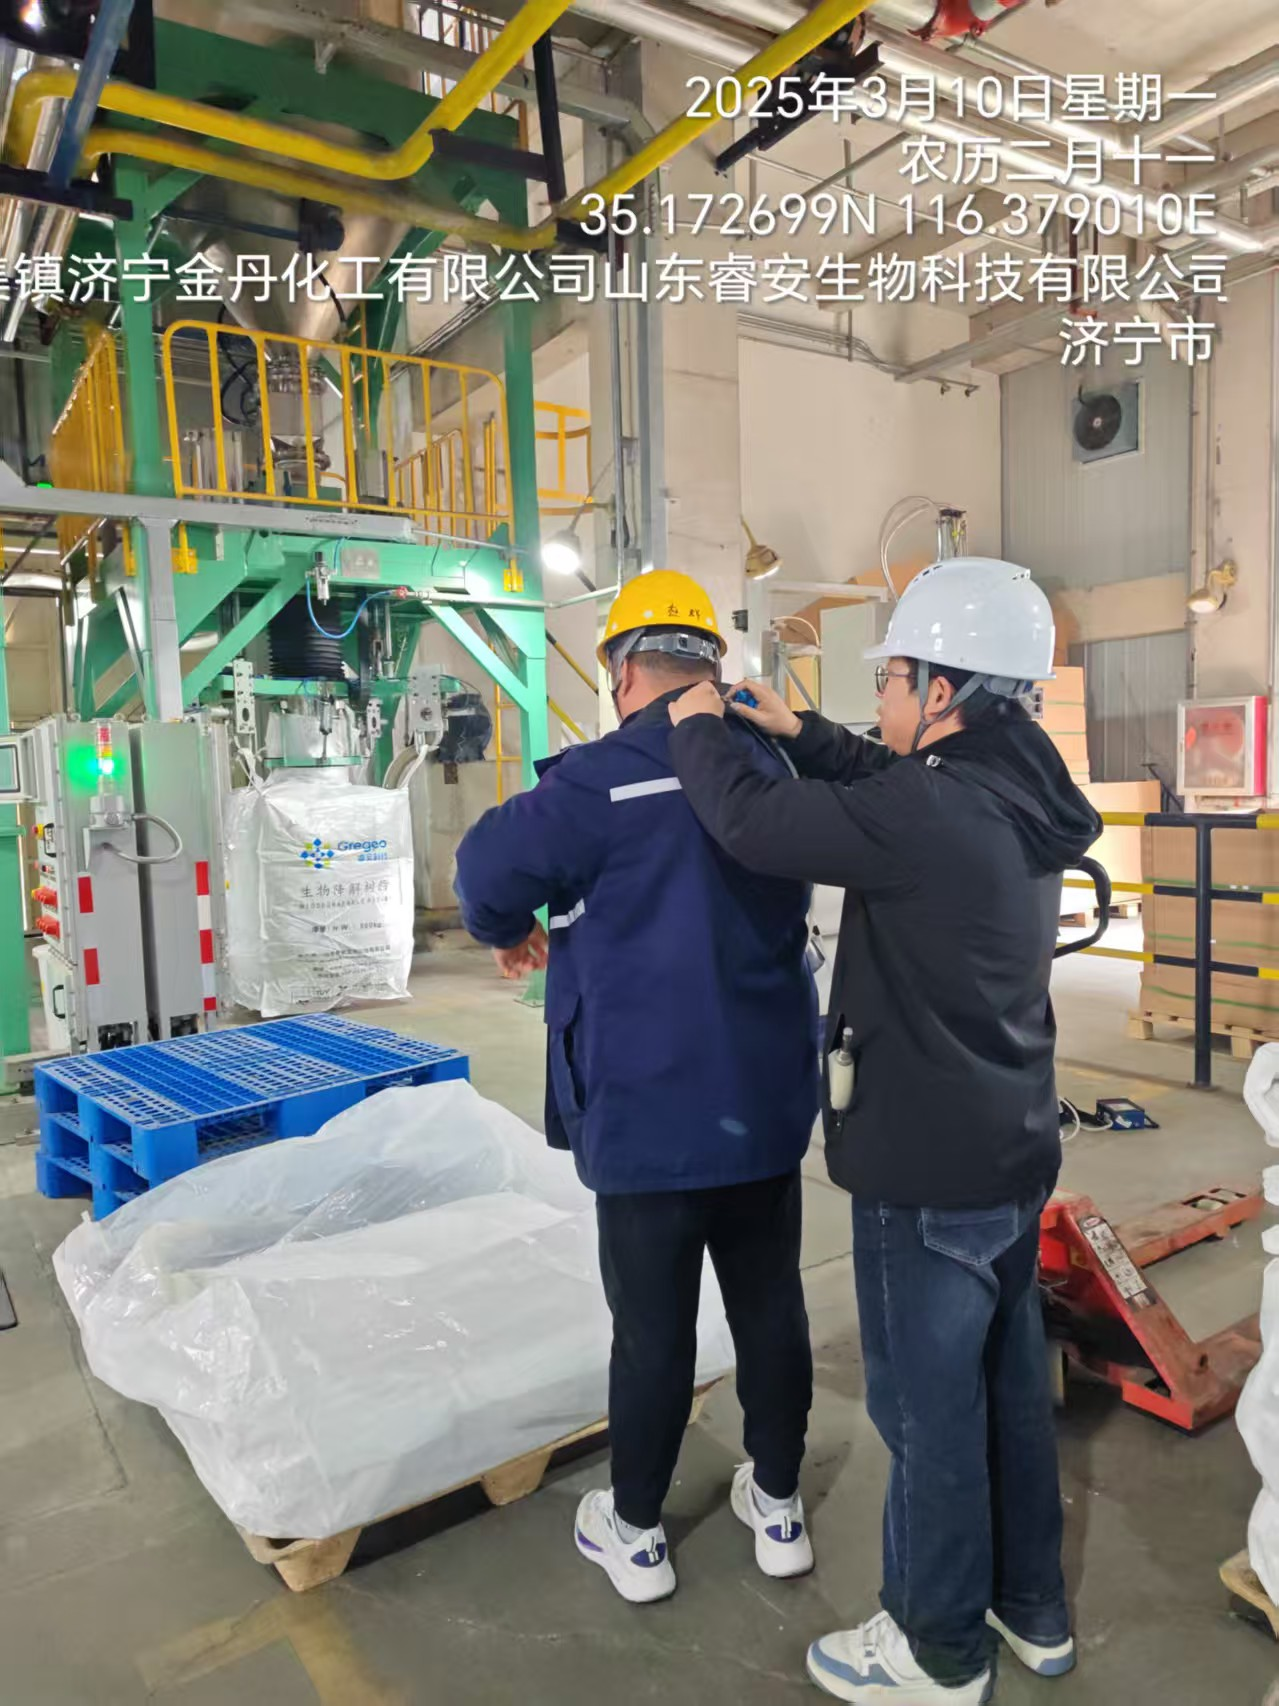 2025年3月10日星期一
农历二月十一
35.172699N 116.379010E
镇济宁金丹化工有限公司山东睿安生物科技有限公司
济宁市
Gregeo
生物降解树脂